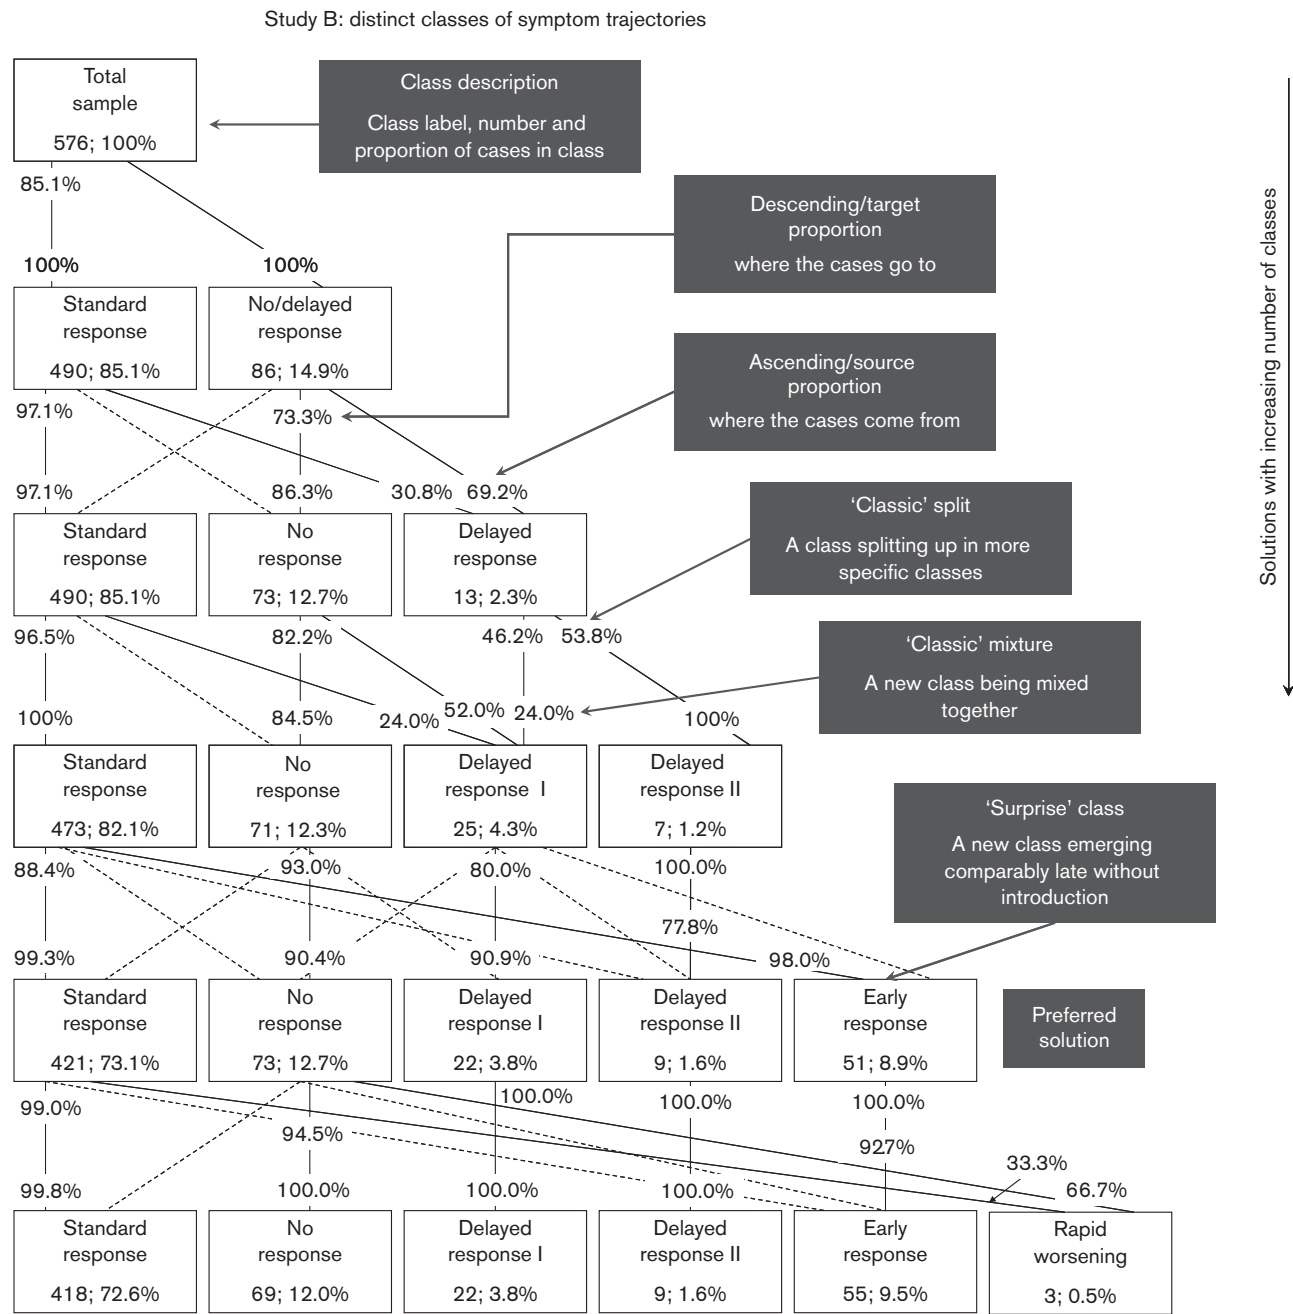 Study B: distinct classes of symptom trajectories
Total
sample
576; 100%
Class description
Class label, number and
proportion of cases in class
85.1%
Descending/target
proportion
where the cases go to
Solutions with increasing number of classes
100%
100%
Standard
response
490; 85.1%
No/delayed
response
86; 14.9%
Ascending/source
proportion
where the cases come from
97.1%
73.3%
97.1%
86.3%
30.8%
69.2%
Standard
response
490; 85.1%
No
response
73; 12.7%
Delayed
response
13; 2.3%
‘Classic’ split
A class splitting up in more
specific classes
96.5%
82.2%
46.2%
53.8%
‘Classic’ mixture
A new class being mixed
together
100%
84.5%
24.0%
52.0%
24.0%
100%
Standard
response
473; 82.1%
No
response
71; 12.3%
Delayed
response I
25; 4.3%
Delayed
response II
7; 1.2%
‘Surprise’ class
A new class emerging
comparably late without
introduction
88.4%
93.0%
80.0%
100.0%
77.8%
99.3%
90.4%
90.9%
98.0%
Standard
response
421; 73.1%
No
response
73; 12.7%
Delayed
response I
22; 3.8%
Delayed
response II
9; 1.6%
Early
response
51; 8.9%
Preferred
solution
99.0%
94.5%
100.0%
100.0%
100.0%
92.7%
33.3%
66.7%
99.8%
100.0%
100.0%
100.0%
Standard
response
418; 72.6%
No
response
69; 12.0%
Delayed
response I
22; 3.8%
Delayed
response II
9; 1.6%
Early
response
55; 9.5%
Rapid
worsening
3; 0.5%